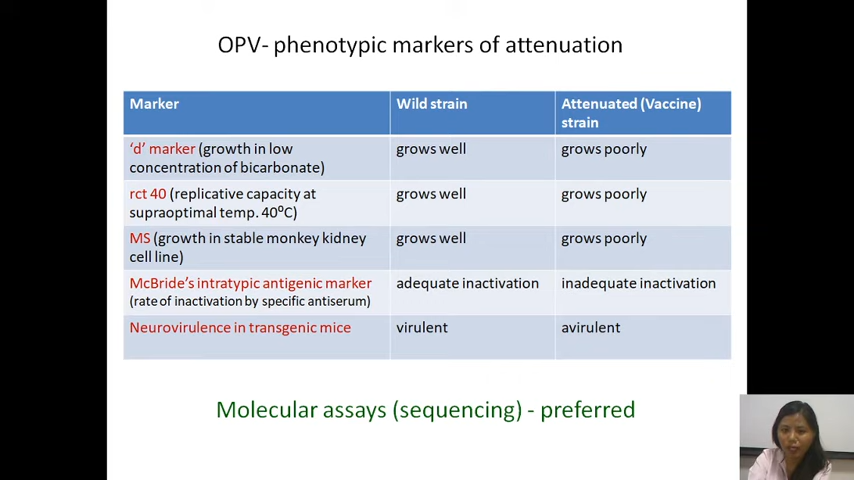 OPV- phenotypic markers of attenuation
Marker
Wild strain
Attenuated (Vaccine)
strain
‘d’ marker (growth in low
concentration of bicarbonate)
grows well
grows poorly
rct 40 (replicative capacity at
supraoptimal temp. 40⁰C)
grows well
grows poorly
MS (growth in stable monkey kidney
cell line)
grows well
grows poorly
McBride’s intratypic antigenic marker
(rate of inactivation by specific antiserum)
adequate inactivation
inadequate inactivation
Neurovirulence in transgenic mice
virulent
avirulent
Molecular assays (sequencing) - preferred